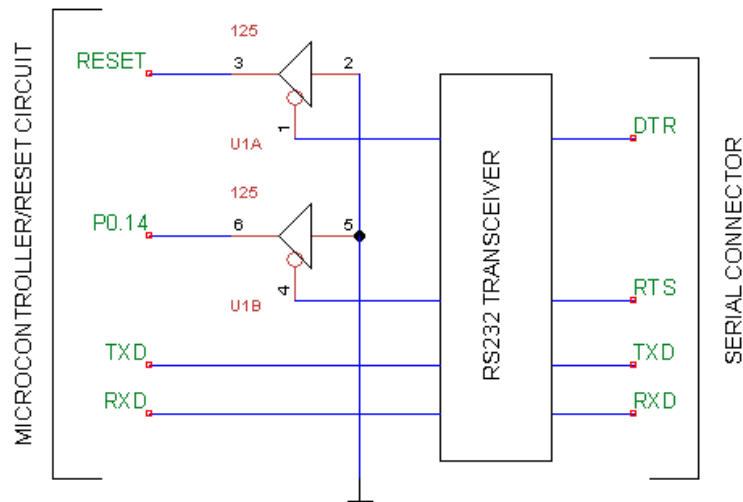 MICROCONTROLLER/RESET CIRCUIT
125
RESET
3
2
1
U1A
125
P0.14
6
5
4
U1B
TXD
RXD
RS232 TRANSCEIVER
DTR
RTS
TXD
RXD
SERIAL CONNECTOR